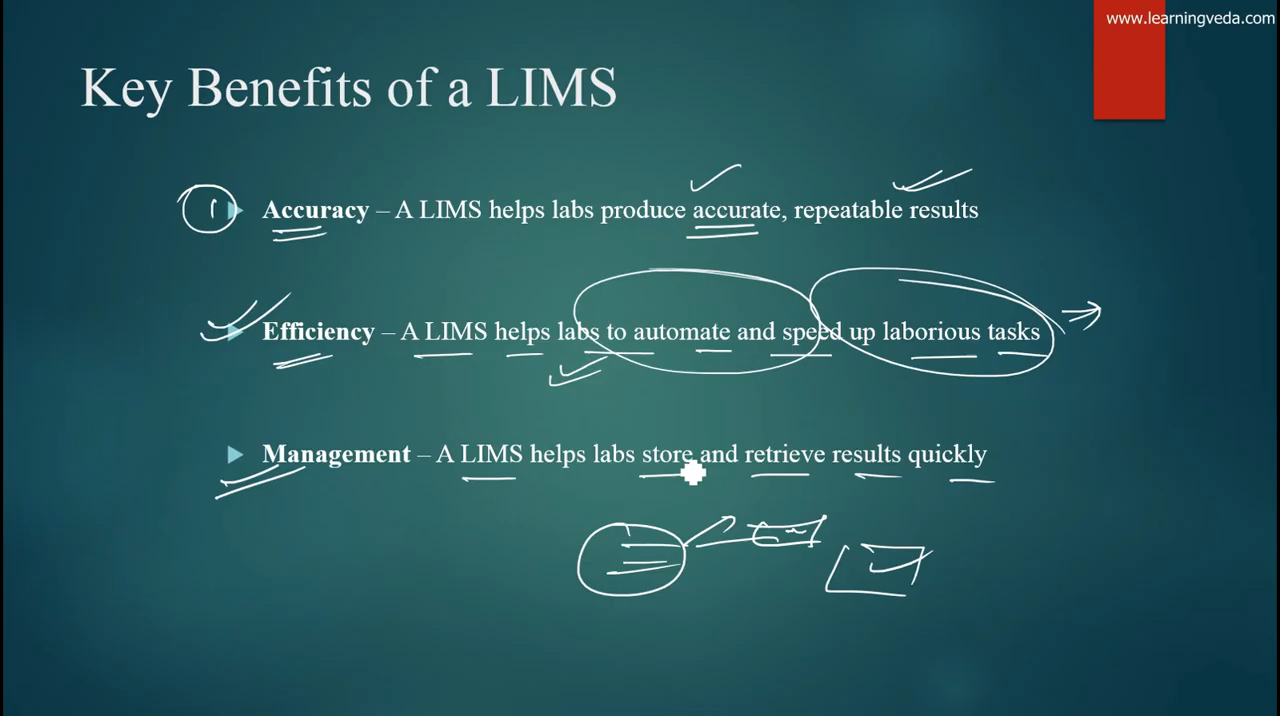 www.learningveda.com
Key Benefits of a LIMS
1
Accuracy – A LIMS helps labs produce accurate, repeatable results
Efficiency – A LIMS helps labs to automate and speed up laborious tasks
Management – A LIMS helps labs store and retrieve results quickly